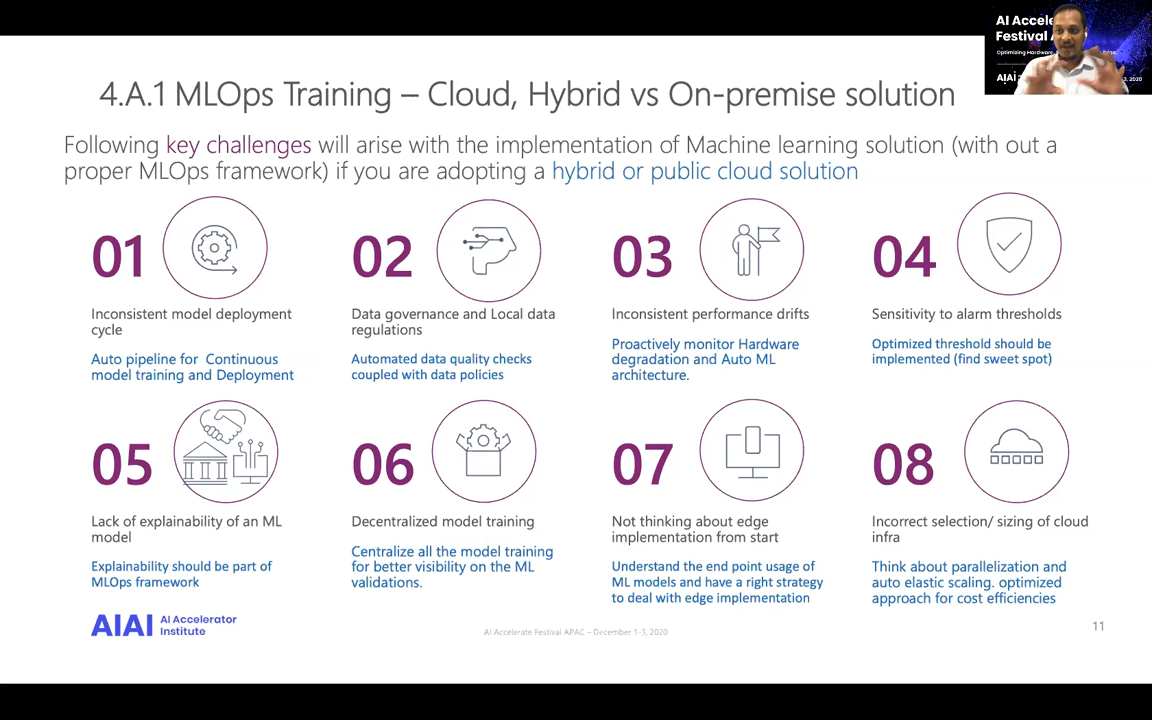 AI Accele
Festival A
Optimizing Hardware,
AIAI
3, 2020
4.A.1 MLOps Training – Cloud, Hybrid vs On-premise solution
Following key challenges will arise with the implementation of Machine learning solution (with out a
proper MLOps framework) if you are adopting a hybrid or public cloud solution
01
Inconsistent model deployment
cycle
Auto pipeline for Continuous
model training and Deployment
02
Data governance and Local data
regulations
Automated data quality checks
coupled with data policies
03
Inconsistent performance drifts
Proactively monitor Hardware
degradation and Auto ML
architecture.
04
Sensitivity to alarm thresholds
Optimized threshold should be
implemented (find sweet spot)
05
Lack of explainability of an ML
model
Explainability should be part of
MLOps framework
06
Decentralized model training
Centralize all the model training
for better visibility on the ML
validations.
07
Not thinking about edge
implementation from start
Understand the end point usage of
ML models and have a right strategy
to deal with edge implementation
08
Incorrect selection/ sizing of cloud
infra
Think about parallelization and
auto elastic scaling. optimized
approach for cost efficiencies
AIAI AI Accelerator
Institute
AI Accelerate Festival APAC – December 1-3, 2020
11